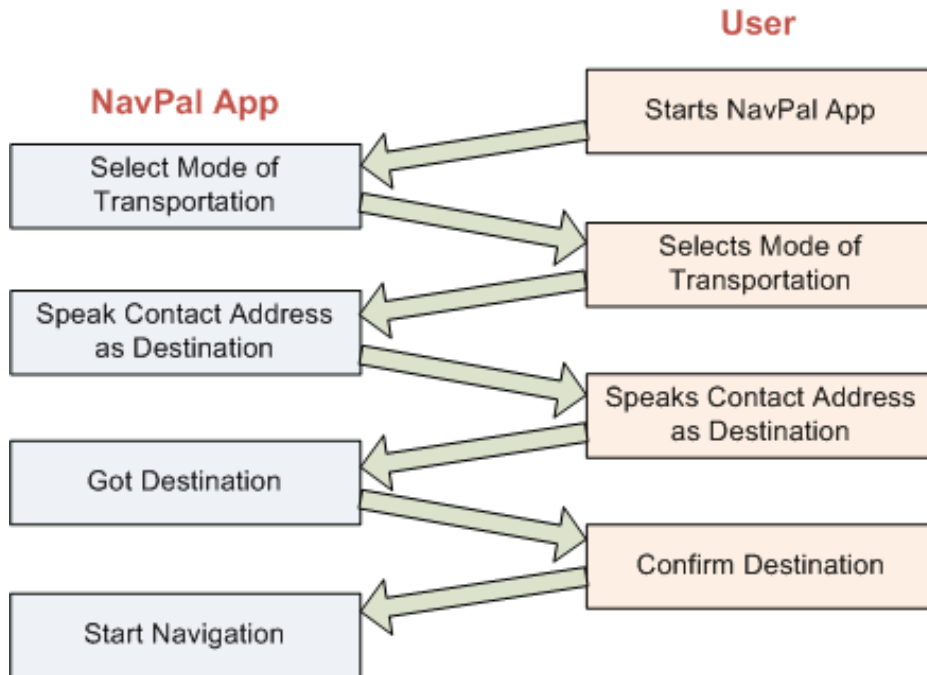 User
Starts NavPal App
NavPal App
Select Mode of
Transportation
Selects Mode of
Transportation
Speak Contact Address
as Destination
Speaks Contact Address
as Destination
Got Destination
Confirm Destination
Start Navigation